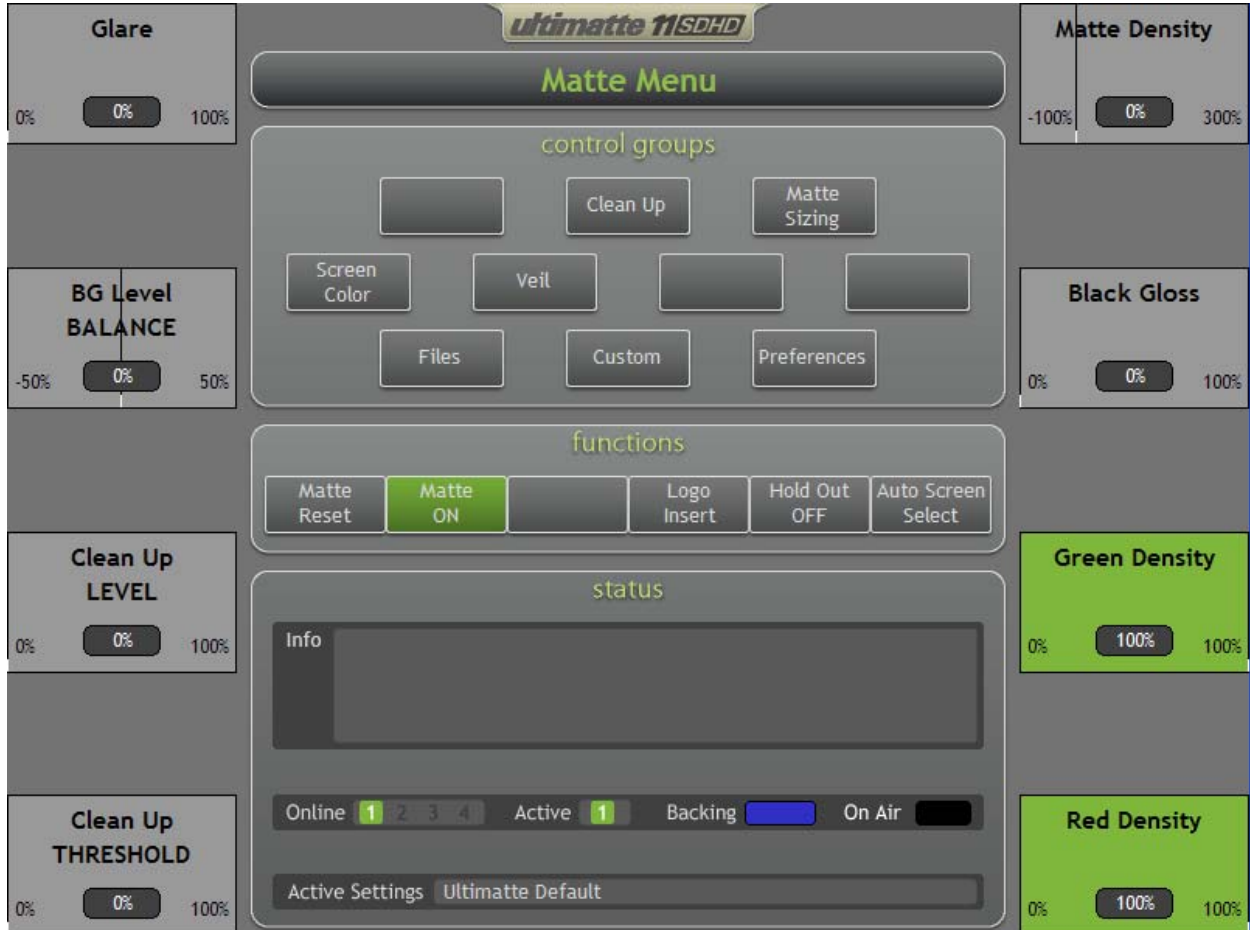 ultimatte 11 SDHD
Matte Menu
Glare
0% 0% 100%
BG Level
BALANCE
-50% 0% 50%
Clean Up
LEVEL
0% 0% 100%
Clean Up
THRESHOLD
0% 0% 100%
control groups
Clean Up
Matte
Sizing
Screen
Color
Veil
Files
Custom
Preferences
functions
Matte
Reset
Matte
ON
Logo
Insert
Hold Out
OFF
Auto Screen
Select
status
Info
Online 1 2 3 4 Active 1 Backing On Air
Active Settings Ultimatte Default
Matte Density
-100% 0% 300%
Black Gloss
0% 0% 100%
Green Density
0% 100% 100%
Red Density
0% 100% 100%